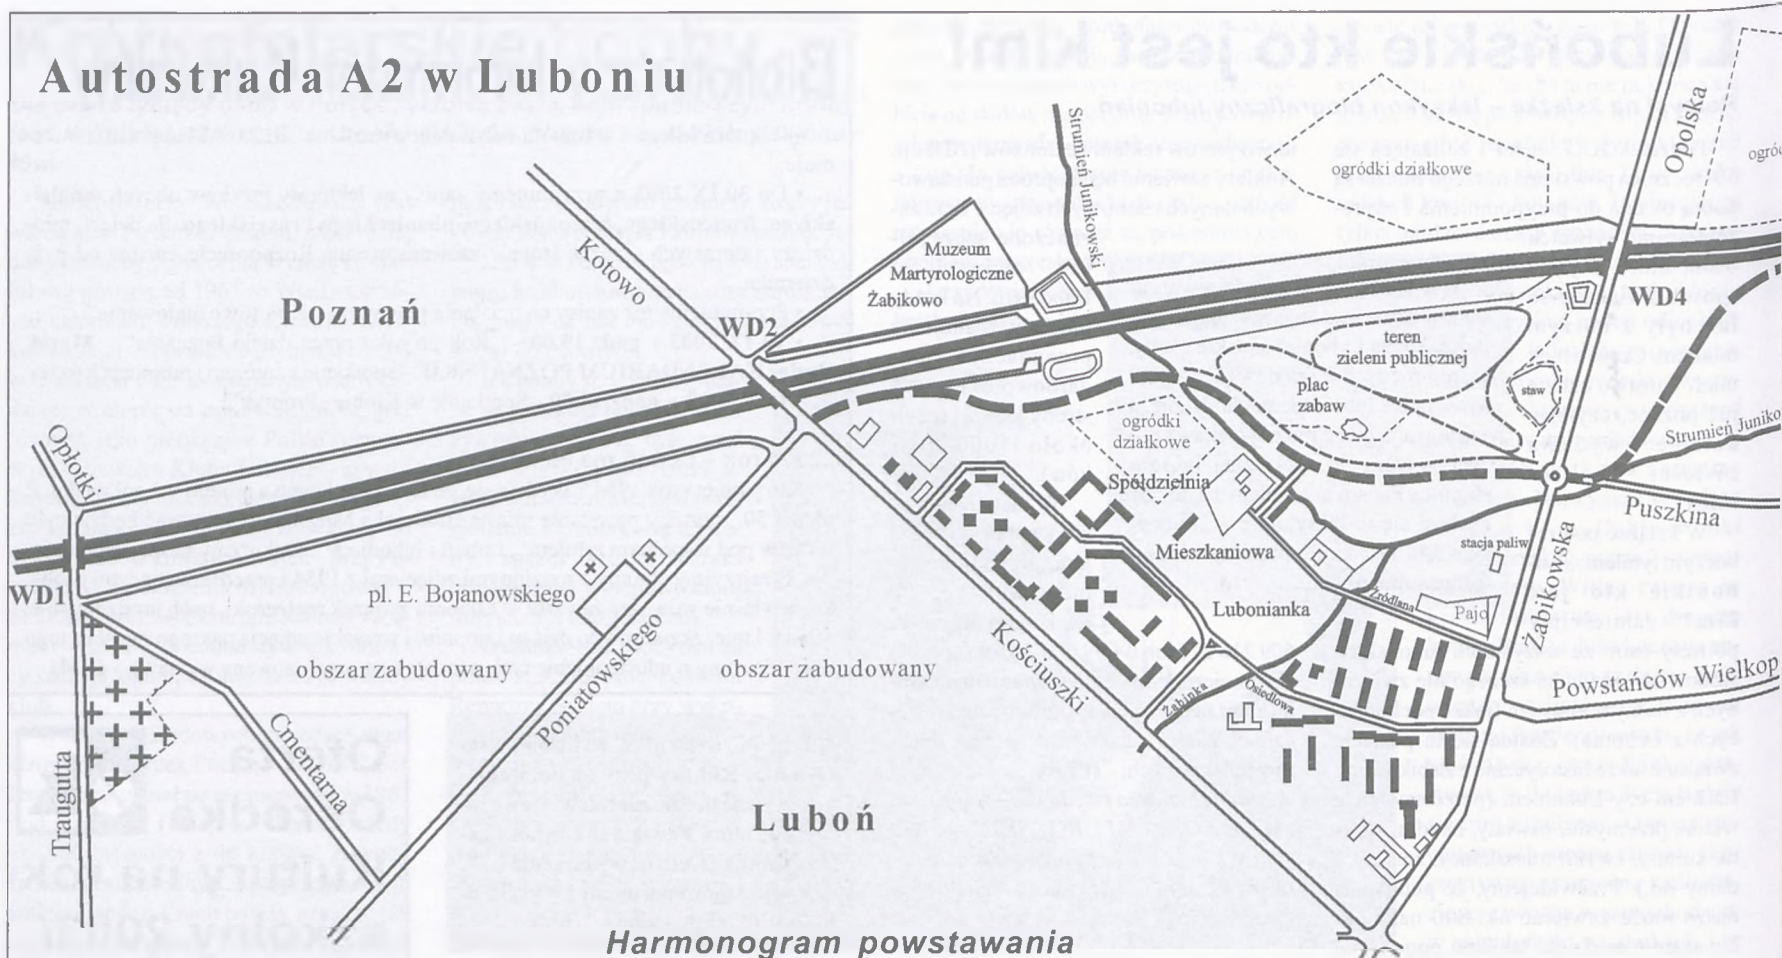 Autostrada A2 w Luboniu
Poznań
Kotowo
WD2
Muzeum
Martyrologiczne
Żabikowo
Strumień Junikowski
ogródki działkowe
Opolska
ogród
WD4
teren
zieleni publicznej
plac
zabaw
staw
Strumień Juniko
ogródki
działkowe
Opłotki
WD1
pl. E. Bojanowskiego
obszar zabudowany
obszar zabudowany
Poniatowskiego
Cmentarna
Traugutta
Kościuszki
Spółdzielnia
Mieszkaniowa
Lubonianka
Puszkina
stacja paliw
Żabikowska
Źródlana
Pajo
Powstańców Wielkop
Żabinka
Osiedlowa
Luboń
Harmonogram powstawania